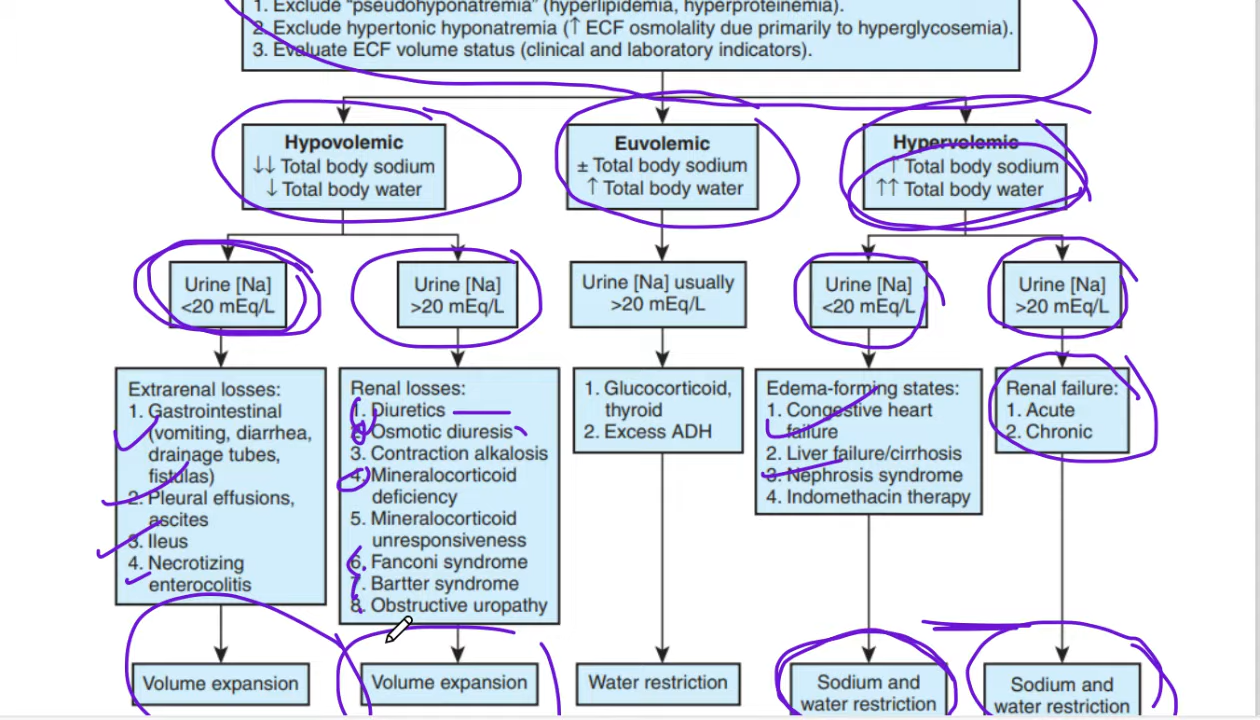 1. Exclude “pseudohyponatremia” (hyperlipidemia, hyperproteinemia).
2. Exclude hypertonic hyponatremia (↑ ECF osmolality due primarily to hyperglycosemia).
3. Evaluate ECF volume status (clinical and laboratory indicators).
Hypovolemic
↓↓ Total body sodium
↓ Total body water
Euvolemic
± Total body sodium
↑ Total body water
Hypervolemic
↑ Total body sodium
↑↑ Total body water
Urine [Na]
<20 mEq/L
Urine [Na]
>20 mEq/L
Urine [Na] usually
>20 mEq/L
Urine [Na]
<20 mEq/L
Urine [Na]
>20 mEq/L
Extrarenal losses:
1. Gastrointestinal
(vomiting, diarrhea,
drainage tubes,
fistulas)
2. Pleural effusions,
ascites
3. Ileus
4. Necrotizing
enterocolitis
Renal losses:
1. Diuretics
2. Osmotic diuresis
3. Contraction alkalosis
4. Mineralocorticoid
deficiency
5. Mineralocorticoid
unresponsiveness
6. Fanconi syndrome
7. Bartter syndrome
8. Obstructive uropathy
1. Glucocorticoid,
thyroid
2. Excess ADH
Edema-forming states:
1. Congestive heart
failure
2. Liver failure/cirrhosis
3. Nephrosis syndrome
4. Indomethacin therapy
Renal failure:
1. Acute
2. Chronic
Volume expansion
Volume expansion
Water restriction
Sodium and
water restriction
Sodium and
water restriction